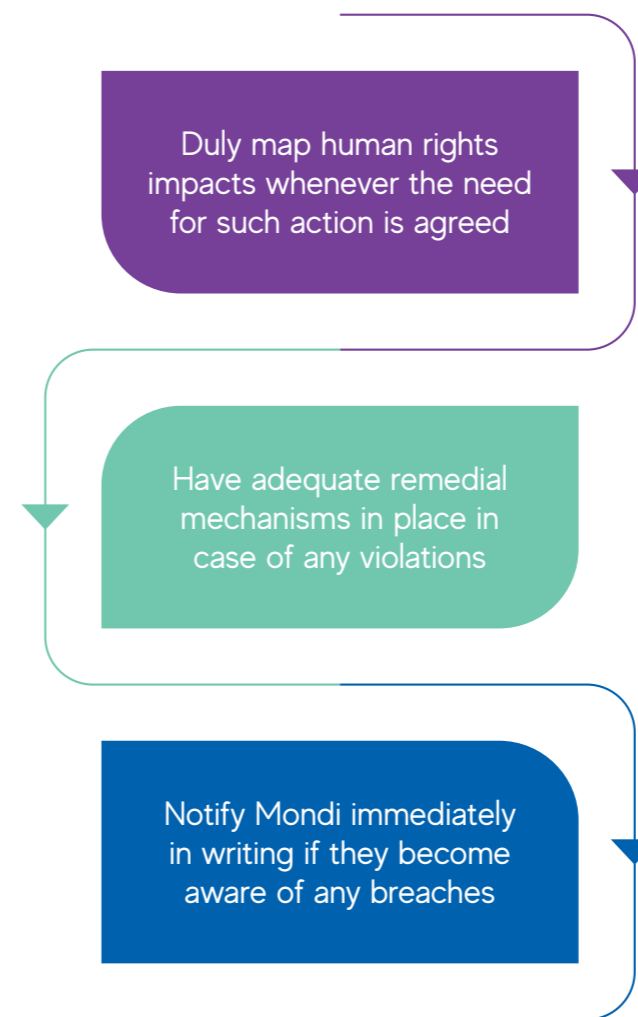 Duly map human rights
impacts whenever the need
for such action is agreed
Have adequate remedial
mechanisms in place in
case of any violations
Notify Mondi immediately
in writing if they become
aware of any breaches